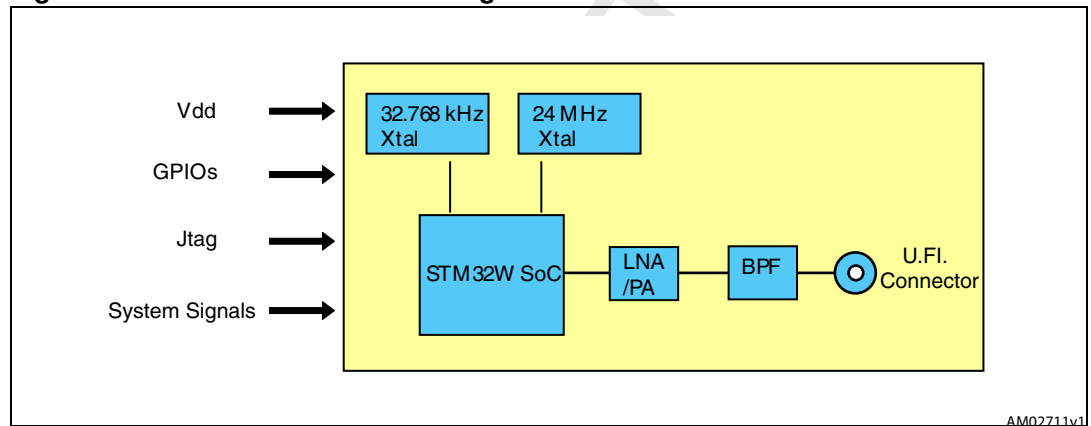 Vdd
GPIOs
Jtag
System Signals
32.768 kHz
Xtal
24 MHz
Xtal
STM32W SoC
LNA
/PA
BPF
U.FI.
Connector
AM02711v1